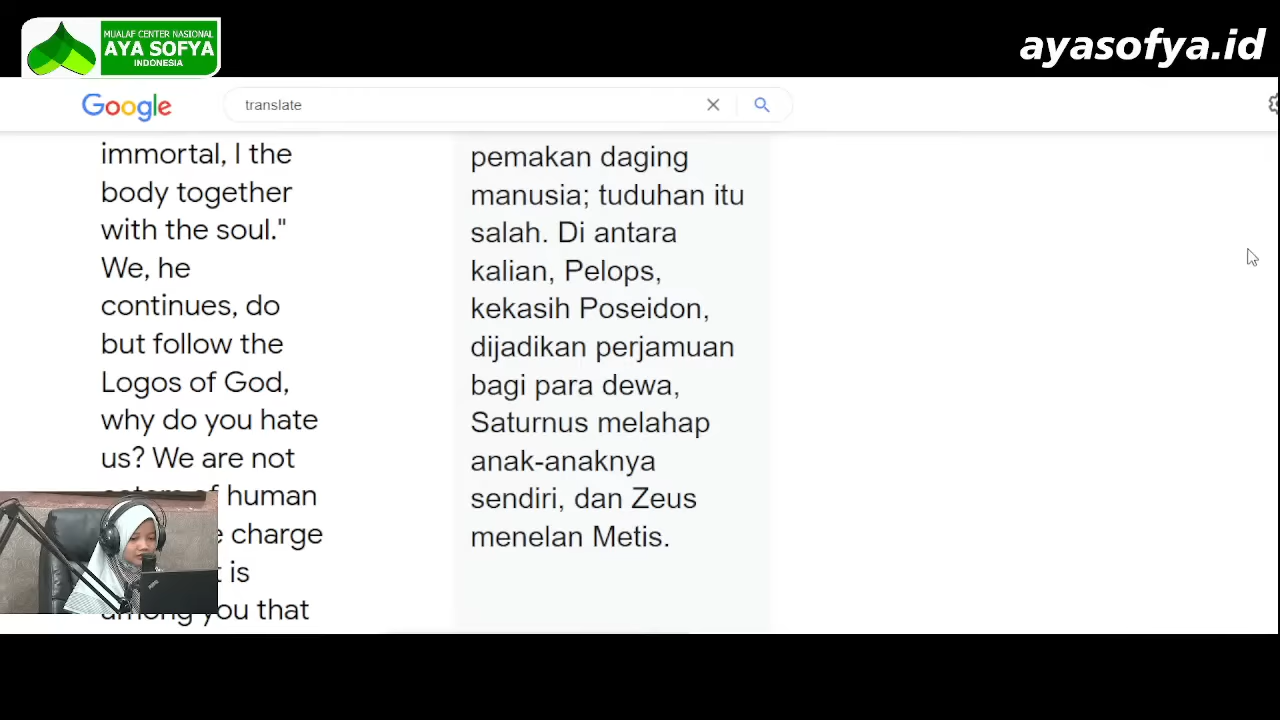 MUALAF CENTER NASIONAL
AYA SOFYA
INDONESIA
ayasofya.id
Google
translate
immortal, I the
body together
with the soul."
We, he
continues, do
but follow the
Logos of God,
why do you hate
us? We are not
human
charge
is
among you that
pemakan daging
manusia; tuduhan itu
salah. Di antara
kalian, Pelops,
kekasih Poseidon,
dijadikan perjamuan
bagi para dewa,
Saturnus melahap
anak-anaknya
sendiri, dan Zeus
menelan Metis.